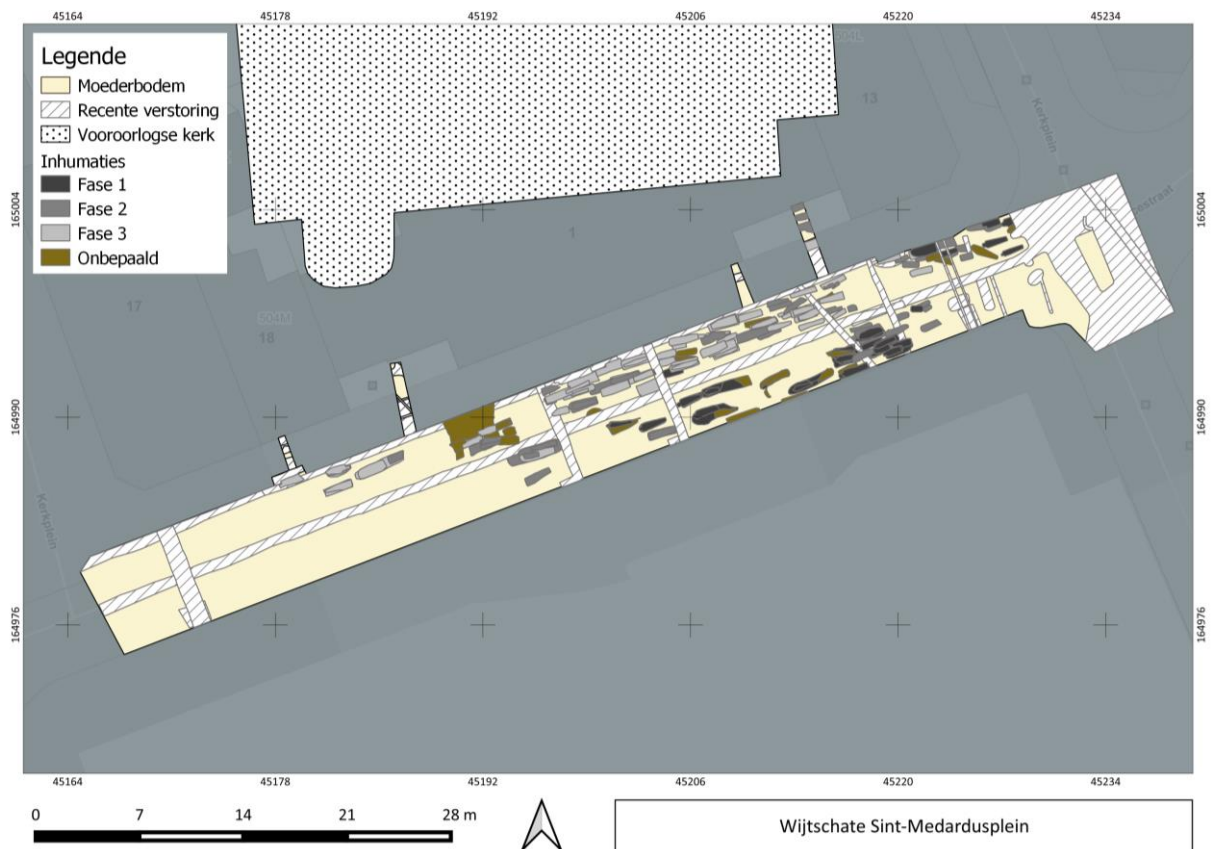 45164 45178 45192 45206 45220 45234
Legende
Moederbodem
Recente verstoring
Vooroorlogse kerk
Inhumaties
Fase 1
Fase 2
Fase 3
Onbepaald
504L
13
Kerkplein
165004
165004
1
17
504M
18
164990
164990
Kerkplein
164976
164976
45164 45178 45192 45206 45220 45234
0 7 14 21 28 m
Wijtschate Sint-Medardusplein